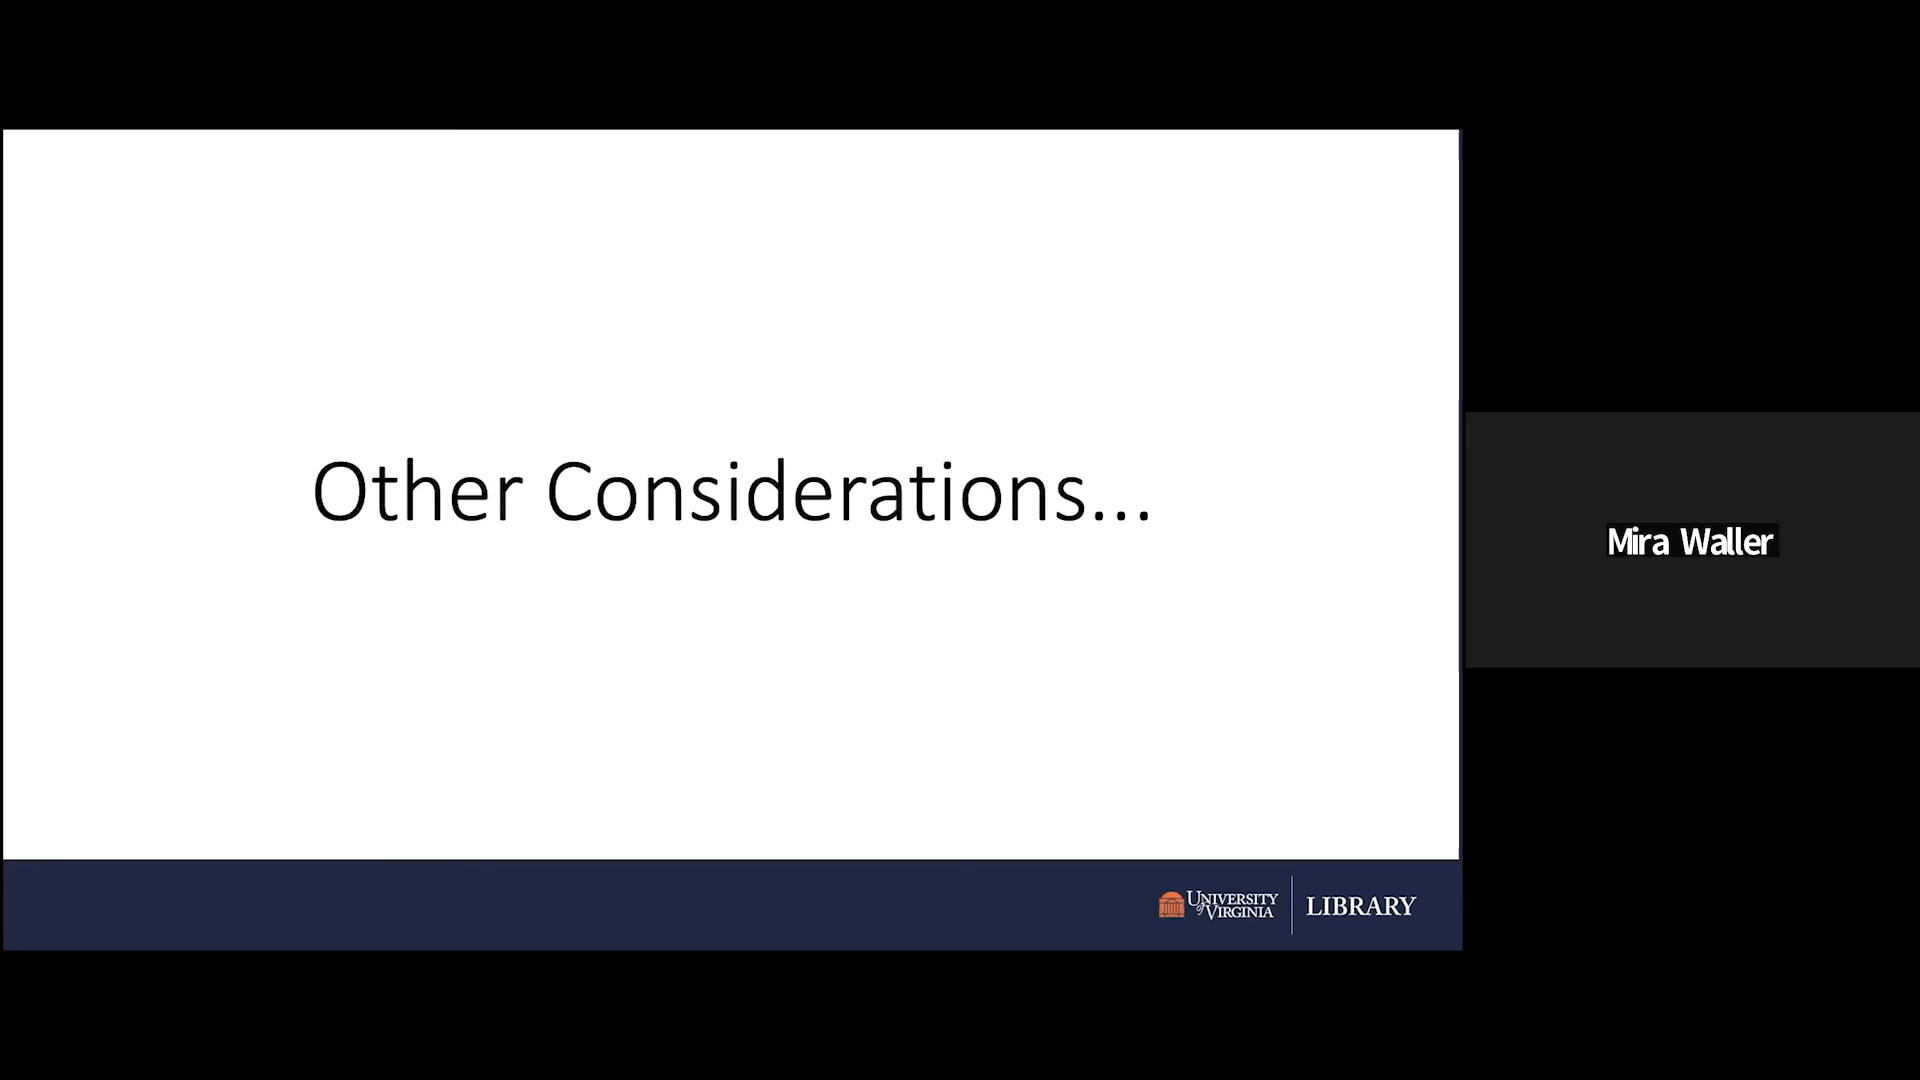 Other Considerations...
Mira Waller
UNIVERSITY
of VIRGINIA
LIBRARY